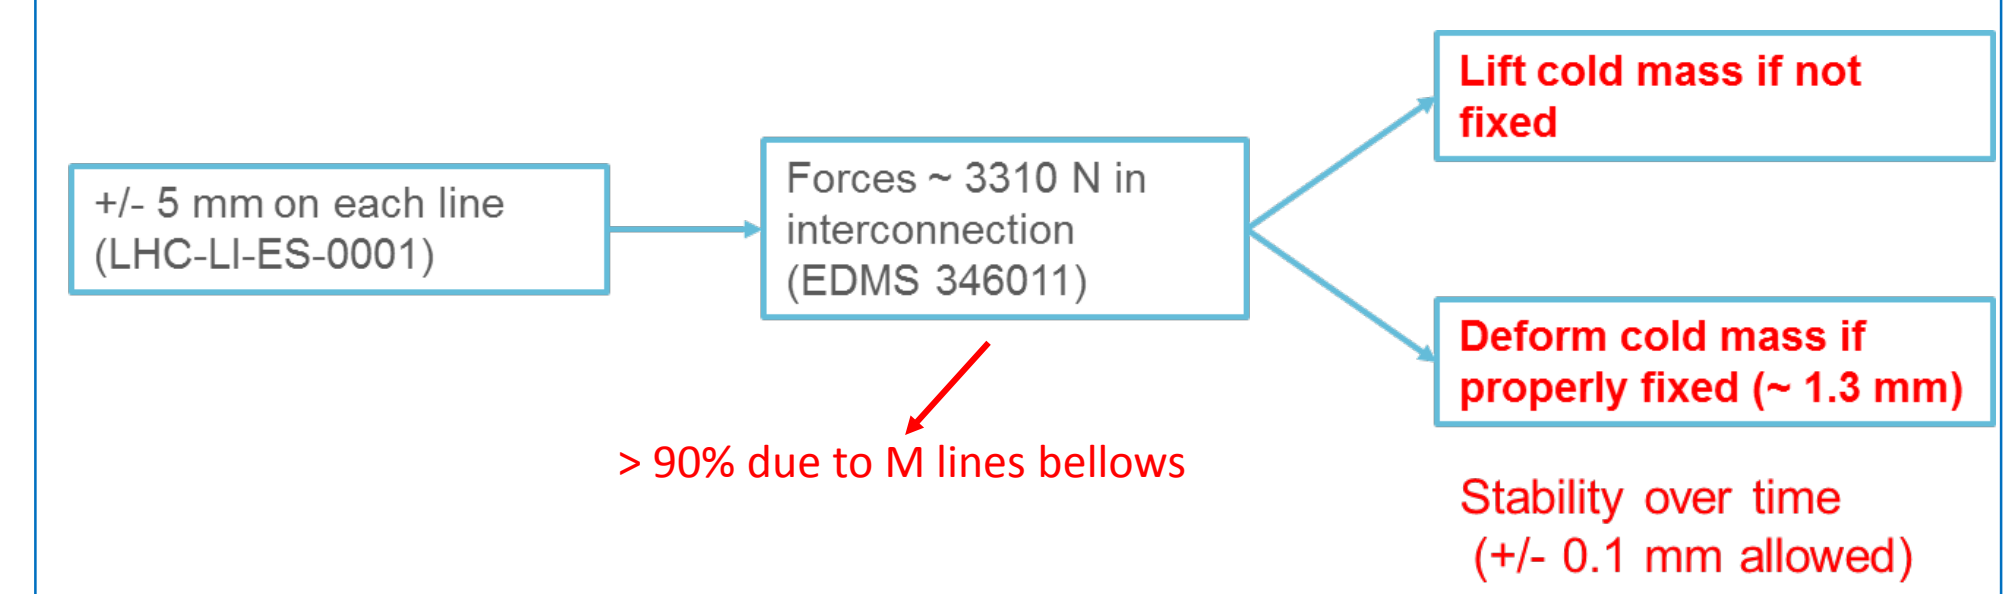 +/- 5 mm on each line
(LHC-LI-ES-0001)
Forces ~ 3310 N in
interconnection
(EDMS 346011)
> 90% due to M lines bellows
Lift cold mass if not
fixed
Deform cold mass if
properly fixed (~ 1.3 mm)
Stability over time
(+/- 0.1 mm allowed)